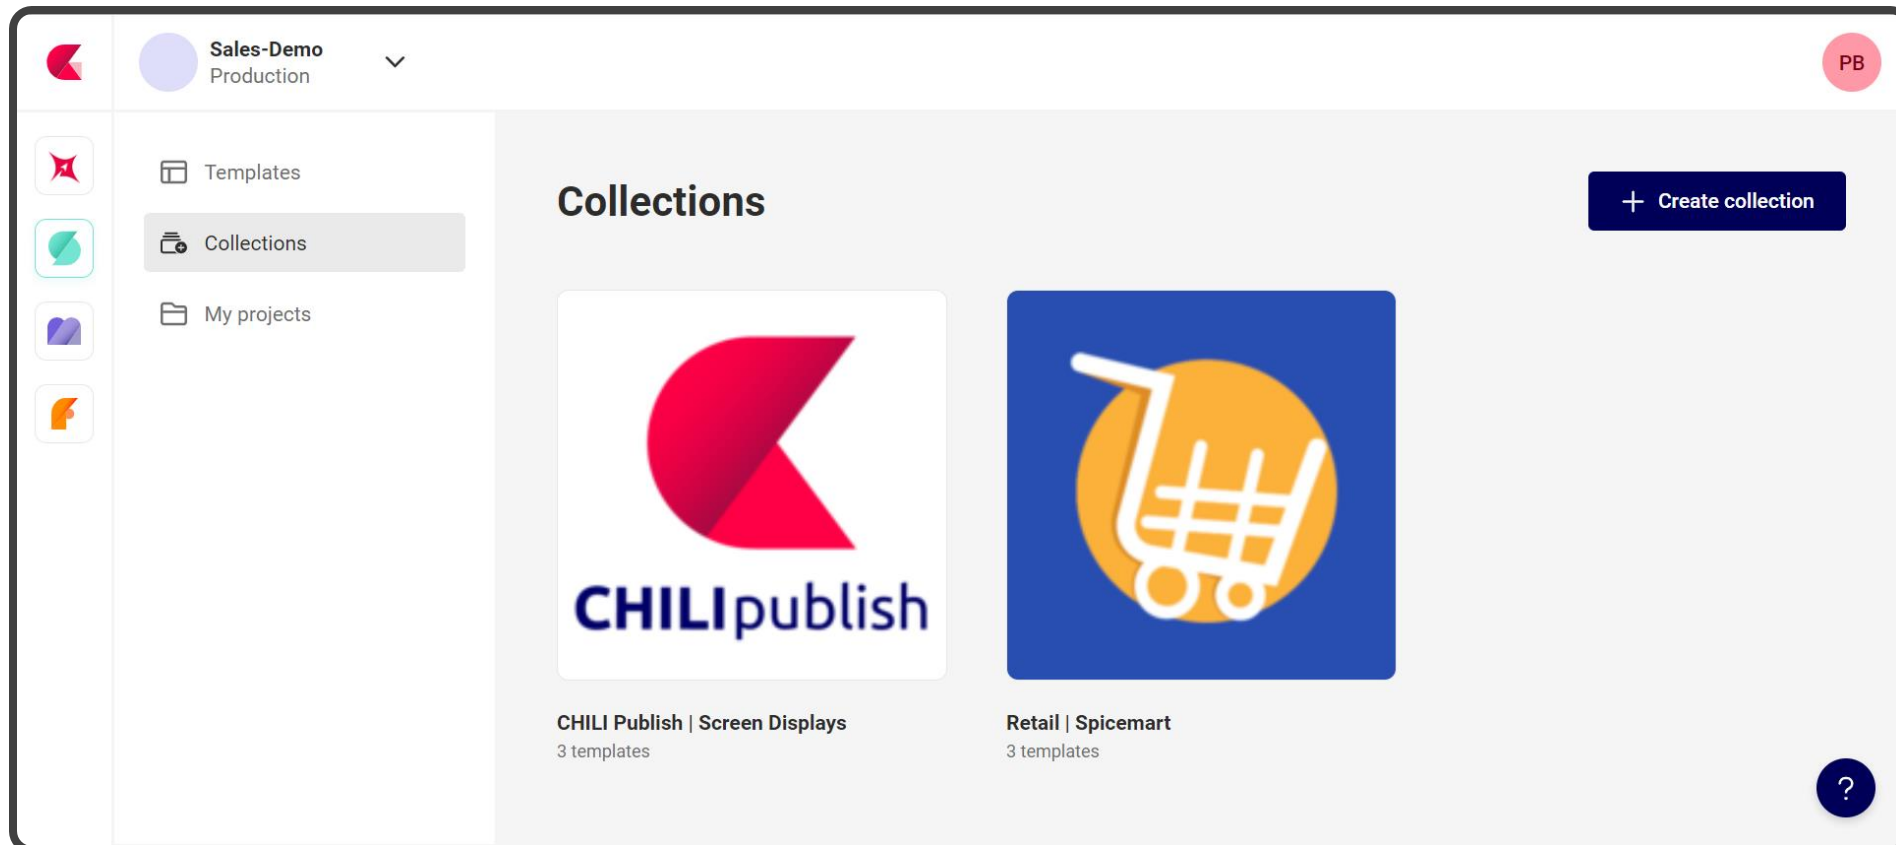 Sales-Demo
Production
PB
Templates
Collections
My projects
Collections
+ Create collection
CHILIpublish
CHILI Publish | Screen Displays
3 templates
Retail | Spicemart
3 templates
?